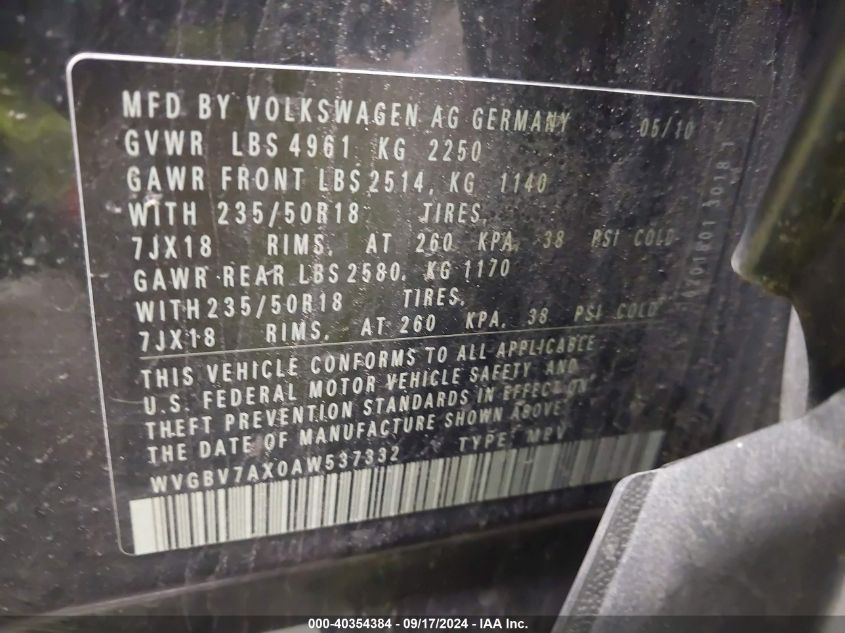 MFD BY VOLKSWAGEN AG GERMANY 05/10
GVWR LBS 4961 KG 2250
GAWR FRONT LBS 2514, KG 1140
WITH 235/50R18 TIRES,
7JX18 RIMS, AT 260 KPA, 38 PSI COLD
GAWR REAR LBS 2580, KG 1170
WITH 235/50R18 TIRES,
7JX18 RIMS, AT 260 KPA, 38 PSI COLD
THIS VEHICLE CONFORMS TO ALL APPLICABLE
U.S. FEDERAL MOTOR VEHICLE SAFETY AND
THEFT PREVENTION STANDARDS IN EFFECT ON
THE DATE OF MANUFACTURE SHOWN ABOVE
WVGBV7AX0AW537332 TYPE: MPV
000-40354384 - 09/17/2024 - IAA Inc.